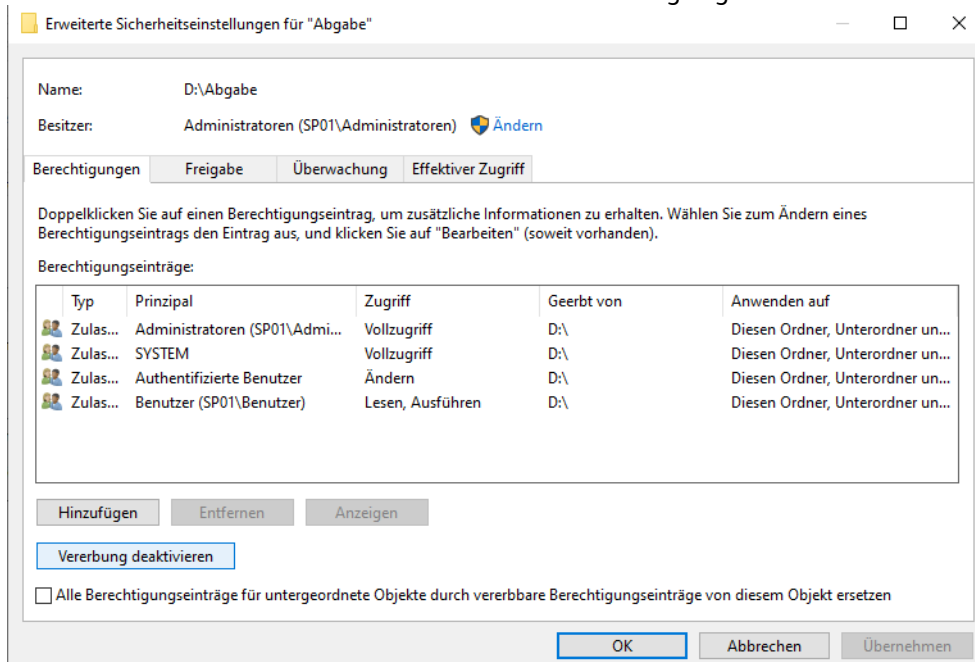 Erweiterte Sicherheitseinstellungen für "Abgabe"
Name: D:\Abgabe
Besitzer: Administratoren (SP01\Administratoren) Ändern
Berechtigungen Freigabe Überwachung Effektiver Zugriff
Doppelklicken Sie auf einen Berechtigungseintrag, um zusätzliche Informationen zu erhalten. Wählen Sie zum Ändern eines
Berechtigungseintrags den Eintrag aus, und klicken Sie auf "Bearbeiten" (soweit vorhanden).
Berechtigungseinträge:
Typ Prinzipal Zugriff Geerbt von Anwenden auf
Zulas... Administratoren (SP01\Admi... Vollzugriff D:\ Diesen Ordner, Unterordner un...
Zulas... SYSTEM Vollzugriff D:\ Diesen Ordner, Unterordner un...
Zulas... Authentifizierte Benutzer Ändern D:\ Diesen Ordner, Unterordner un...
Zulas... Benutzer (SP01\Benutzer) Lesen, Ausführen D:\ Diesen Ordner, Unterordner un...
Hinzufügen Entfernen Anzeigen
Vererbung deaktivieren
Alle Berechtigungseinträge für untergeordnete Objekte durch vererbbare Berechtigungseinträge von diesem Objekt ersetzen
OK Abbrechen Übernehmen